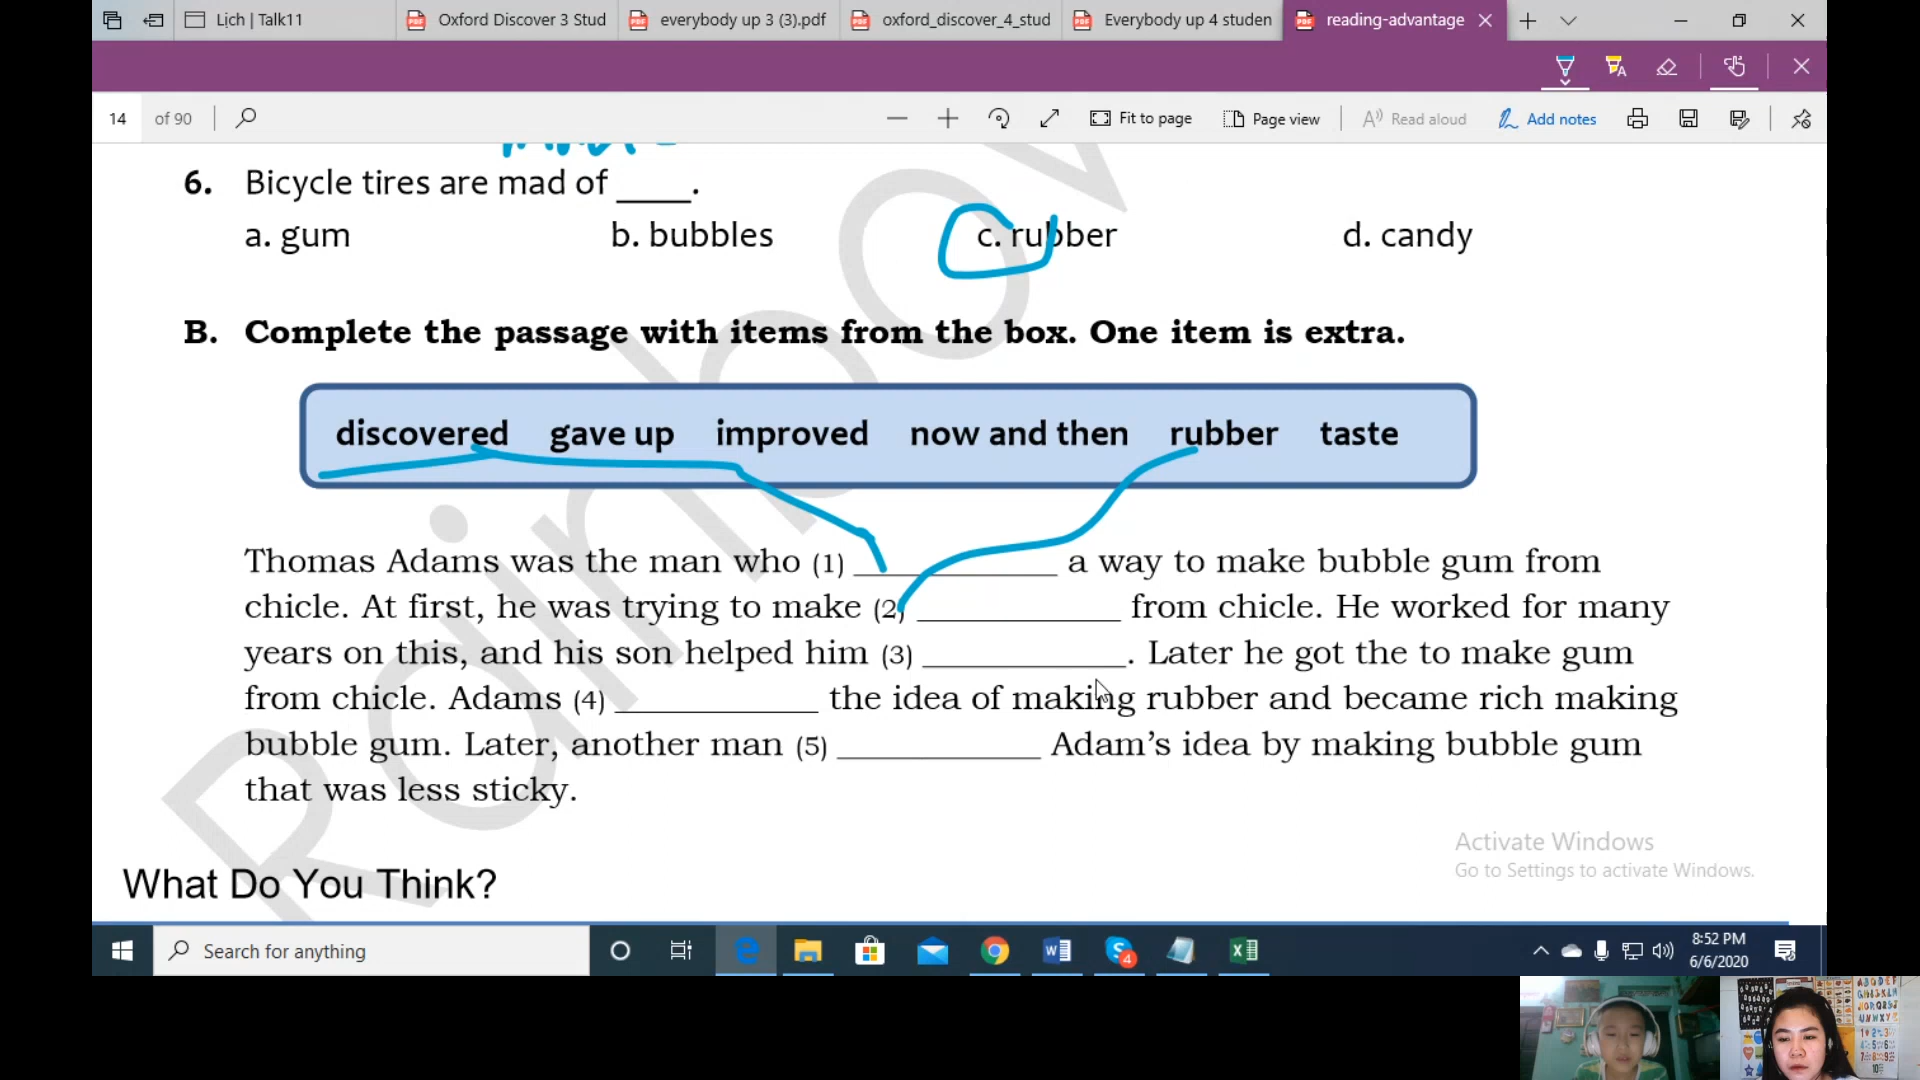 Lịch | Talk11
Oxford Discover 3 Stud
everybody up 3 (3).pdf
oxford_discover_4_stud
Everybody up 4 studen
reading-advantage
14 of 90
Fit to page
Page view
Read aloud
Add notes
6. Bicycle tires are mad of ____.
a. gum b. bubbles c. rubber d. candy
B. Complete the passage with items from the box. One item is extra.
discovered gave up improved now and then rubber taste
Thomas Adams was the man who (1) ____________ a way to make bubble gum from
chicle. At first, he was trying to make (2) ____________ from chicle. He worked for many
years on this, and his son helped him (3) ____________. Later he got the to make gum
from chicle. Adams (4) ____________ the idea of making rubber and became rich making
bubble gum. Later, another man (5) ____________ Adam's idea by making bubble gum
that was less sticky.
Activate Windows
Go to Settings to activate Windows.
What Do You Think?
Rainbow
Search for anything
4
8:52 PM
6/6/2020